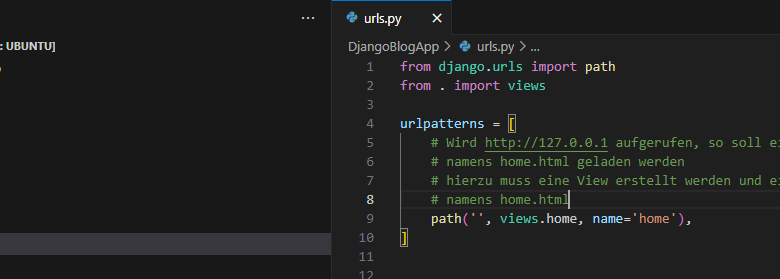 ...
: UBUNTU]
urls.py ×
DjangoBlogApp > urls.py > ...
1 from django.urls import path
2 from . import views
3
4 urlpatterns = [
5 # Wird http://127.0.0.1 aufgerufen, so soll
6 # namens home.html geladen werden
7 # hierzu muss eine View erstellt werden und
8 # namens home.html
9 path('', views.home, name='home'),
10 ]
11
12